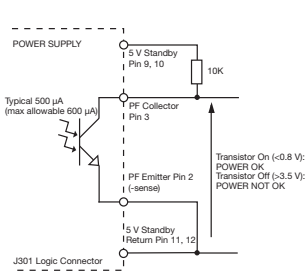 POWER SUPPLY
5 V Standby
Pin 9, 10
10K
Typical 500 µA
(max allowable 600 µA)
PF Collector
Pin 3
Transistor On (<0.8 V):
POWER OK
Transistor Off (>3.5 V):
POWER NOT OK
PF Emitter Pin 2
(-sense)
5 V Standby
Return Pin 11, 12
J301 Logic Connector